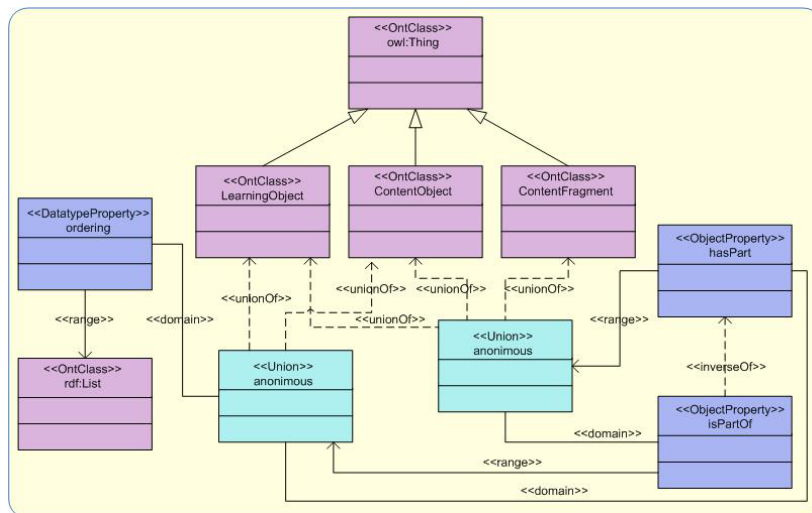 <<OntClass>>
owl:Thing
<<OntClass>>
LearningObject
<<OntClass>>
ContentObject
<<OntClass>>
ContentFragment
<<DatatypeProperty>>
ordering
<<ObjectProperty>>
hasPart
<<unionOf>>
<<unionOf>>
<<unionOf>>
<<unionOf>>
<<range>>
<<domain>>
<<unionOf>>
<<range>>
<<Union>>
anonimous
<<OntClass>>
rdf:List
<<Union>>
anonimous
<<inverseOf>>
<<ObjectProperty>>
isPartOf
<<domain>>
<<range>>
<<domain>>